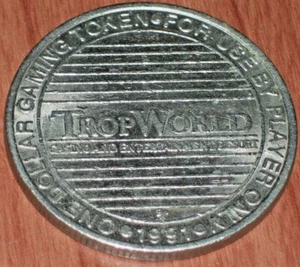 ONE DOLLAR GAMING TOKEN • FOR USE BY PLAYER ONLY
TROPWORLD
CASINO AND ENTERTAINMENT RESORT
•1991•